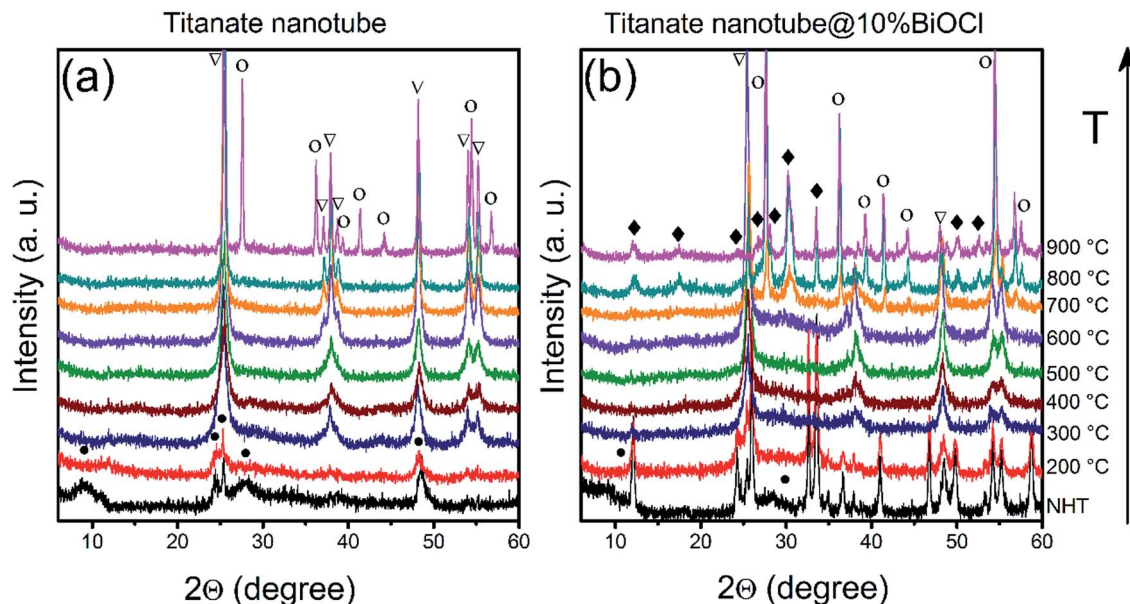 Titanate nanotube
Titanate nanotube@10%BiOCl
(a)
(b)
T
Intensity (a. u.)
Intensity (a. u.)
900 °C
800 °C
700 °C
600 °C
500 °C
400 °C
300 °C
200 °C
NHT
10 20 30 40 50 60
10 20 30 40 50 60
2Θ (degree)
2Θ (degree)